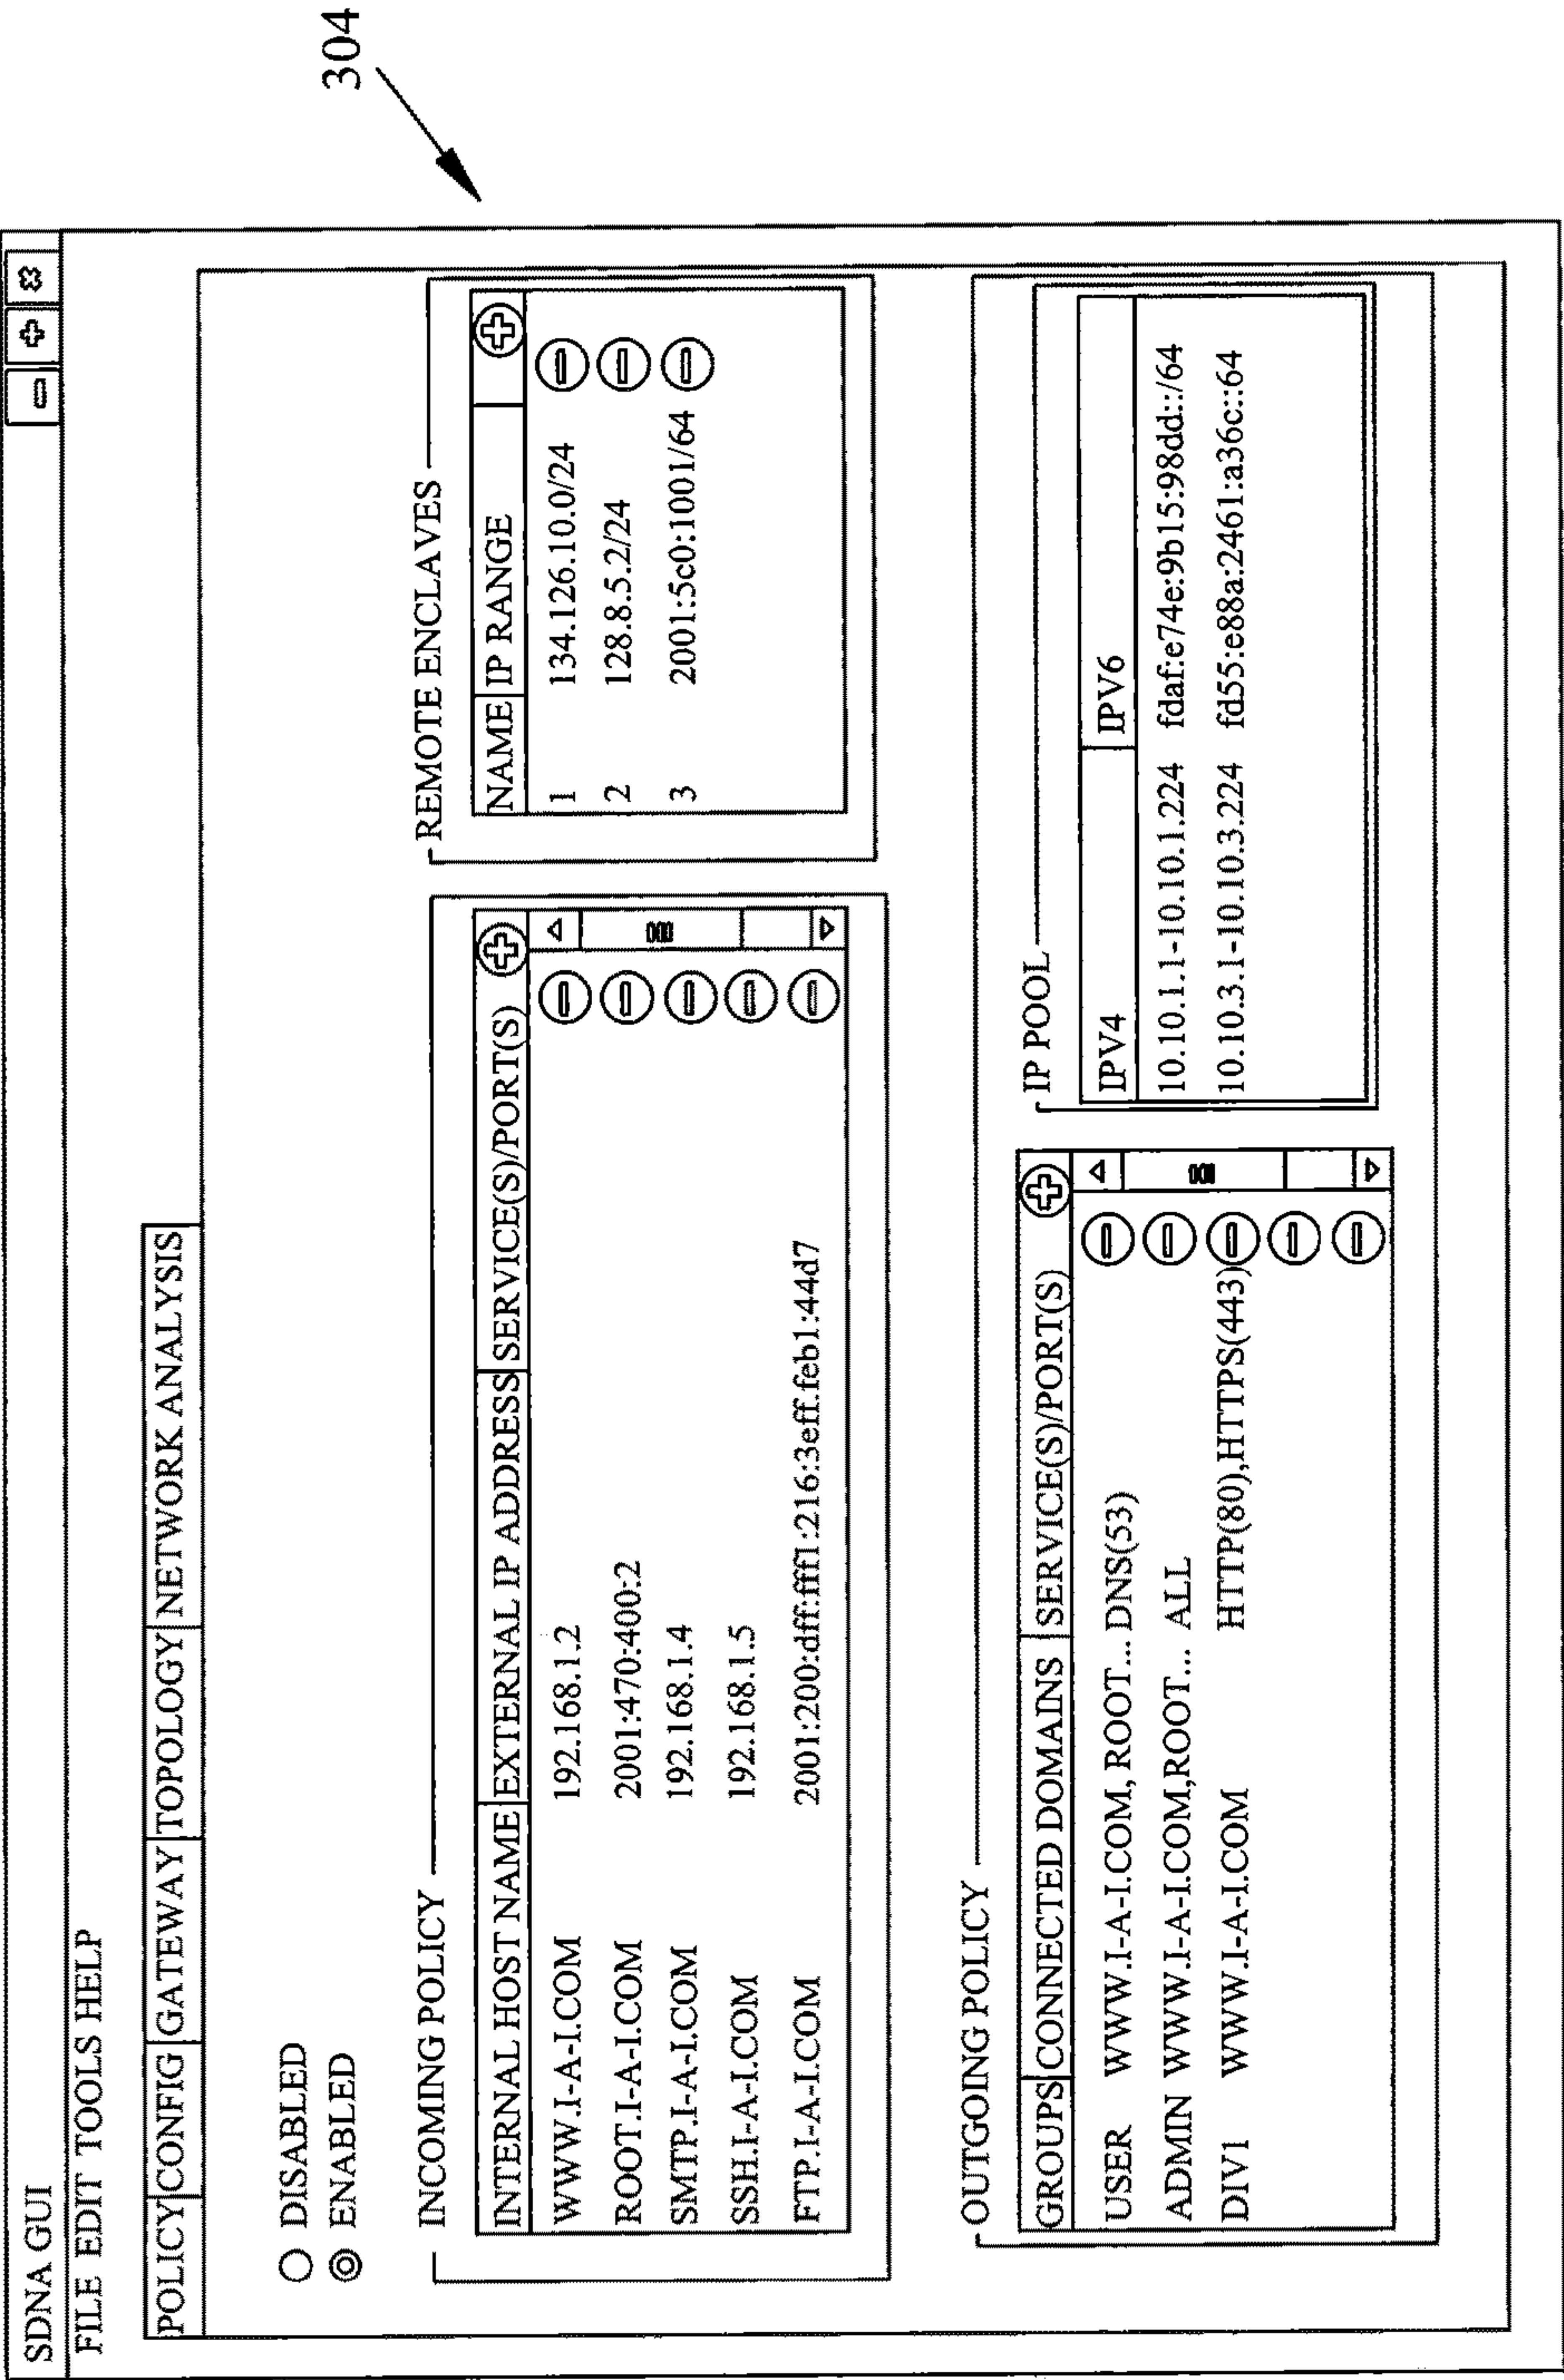 304
SDNA GUI
FILE EDIT TOOLS HELP
POLICY CONFIG GATEWAY TOPOLOGY NETWORK ANALYSIS
DISABLED
ENABLED
INCOMING POLICY
INTERNAL HOST NAME EXTERNAL IP ADDRESS SERVICE(S)/PORT(S)
WWW.I-A-I.COM 192.168.1.2
ROOT.I-A-I.COM 2001:470:400:2
SMTP.I-A-I.COM 192.168.1.4
SSH.I-A-I.COM 192.168.1.5
FTP.I-A-I.COM 2001:200:dff:fff1:216:3eff.feb1:44d7
REMOTE ENCLAVES
NAME IP RANGE
1 134.126.10.0/24
2 128.8.5.2/24
3 2001:5c0:1001/64
OUTGOING POLICY
GROUPS CONNECTED DOMAINS SERVICE(S)/PORT(S)
USER WWW.I-A-I.COM, ROOT... DNS(53)
ADMIN WWW.I-A-I.COM,ROOT... ALL
DIV1 WWW.I-A-I.COM HTTP(80),HTTPS(443)
IP POOL
IPV4 IPV6
10.10.1.1-10.10.1.224 fdaf:e74e:9b15:98dd::/64
10.10.3.1-10.10.3.224 fd55:e88a:2461:a36c::64